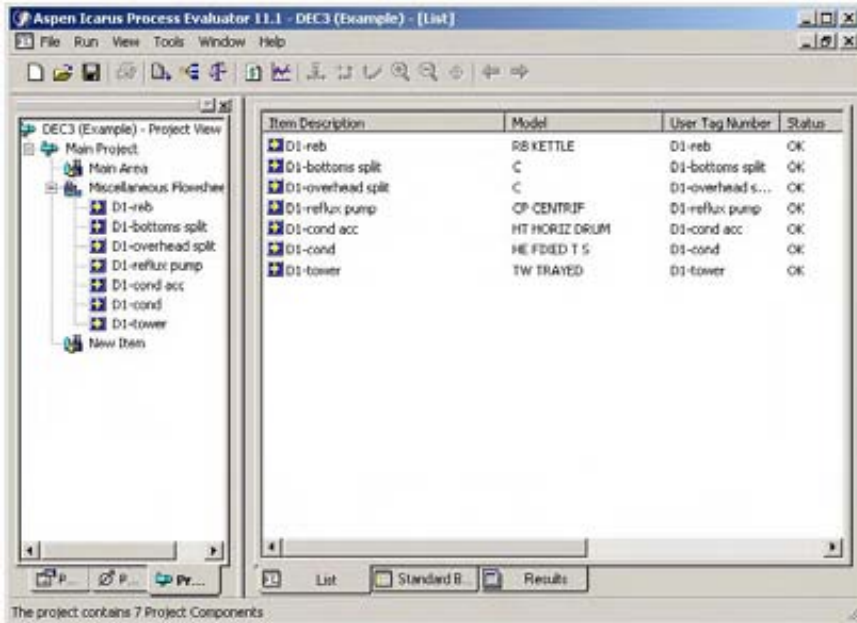 Aspen Icarus Process Evaluator 11.1 - DEC3 (Example) - [List]
File Run View Tools Window Help
DEC3 (Example) - Project View
Main Project
Main Area
Miscellaneous Flowshee
D1-reb
D1-bottoms split
D1-overhead split
D1-reflux pump
D1-cond acc
D1-cond
D1-tower
New Item
Item Description Model User Tag Number Status
D1-reb RB KETTLE D1-reb OK
D1-bottoms split C D1-bottoms split OK
D1-overhead split C D1-overhead s... OK
D1-reflux pump CP CENTRIF D1-reflux pump OK
D1-cond acc HT HORIZ DRUM D1-cond acc OK
D1-cond HE FIXED T S D1-cond OK
D1-tower TW TRAYED D1-tower OK
P... P... Pr...
List Standard B... Results
The project contains 7 Project Components